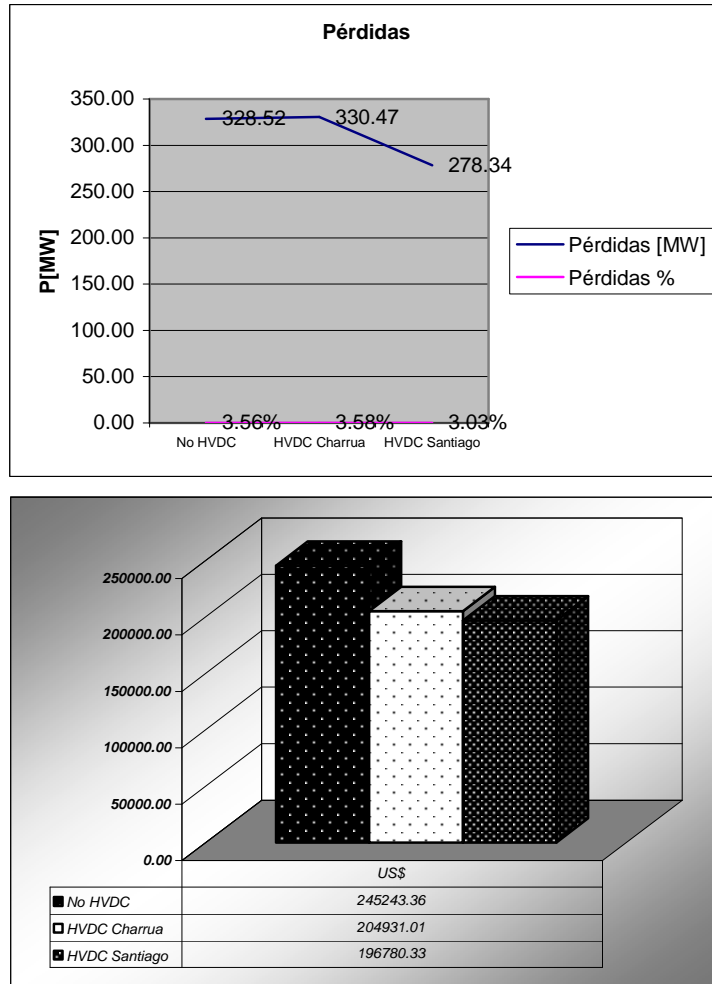 Pérdidas
350.00
300.00
250.00
200.00
150.00
100.00
50.00
0.00
P[MW]
328.52
330.47
278.34
3.56%
3.58%
3.03%
No HVDC
HVDC Charrua
HVDC Santiago
Pérdidas [MW]
Pérdidas %
250000.00
200000.00
150000.00
100000.00
50000.00
0.00
US$
No HVDC 245243.36
HVDC Charrua 204931.01
HVDC Santiago 196780.33